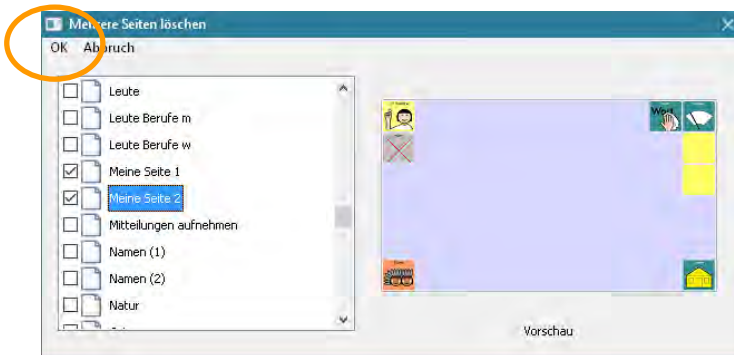 Mehrere Seiten löschen
OK Abbruch
Leute
Leute Berufe m
Leute Berufe w
Meine Seite 1
Meine Seite 2
Mitteilungen aufnehmen
Namen (1)
Namen (2)
Natur
Wort
Vorschau